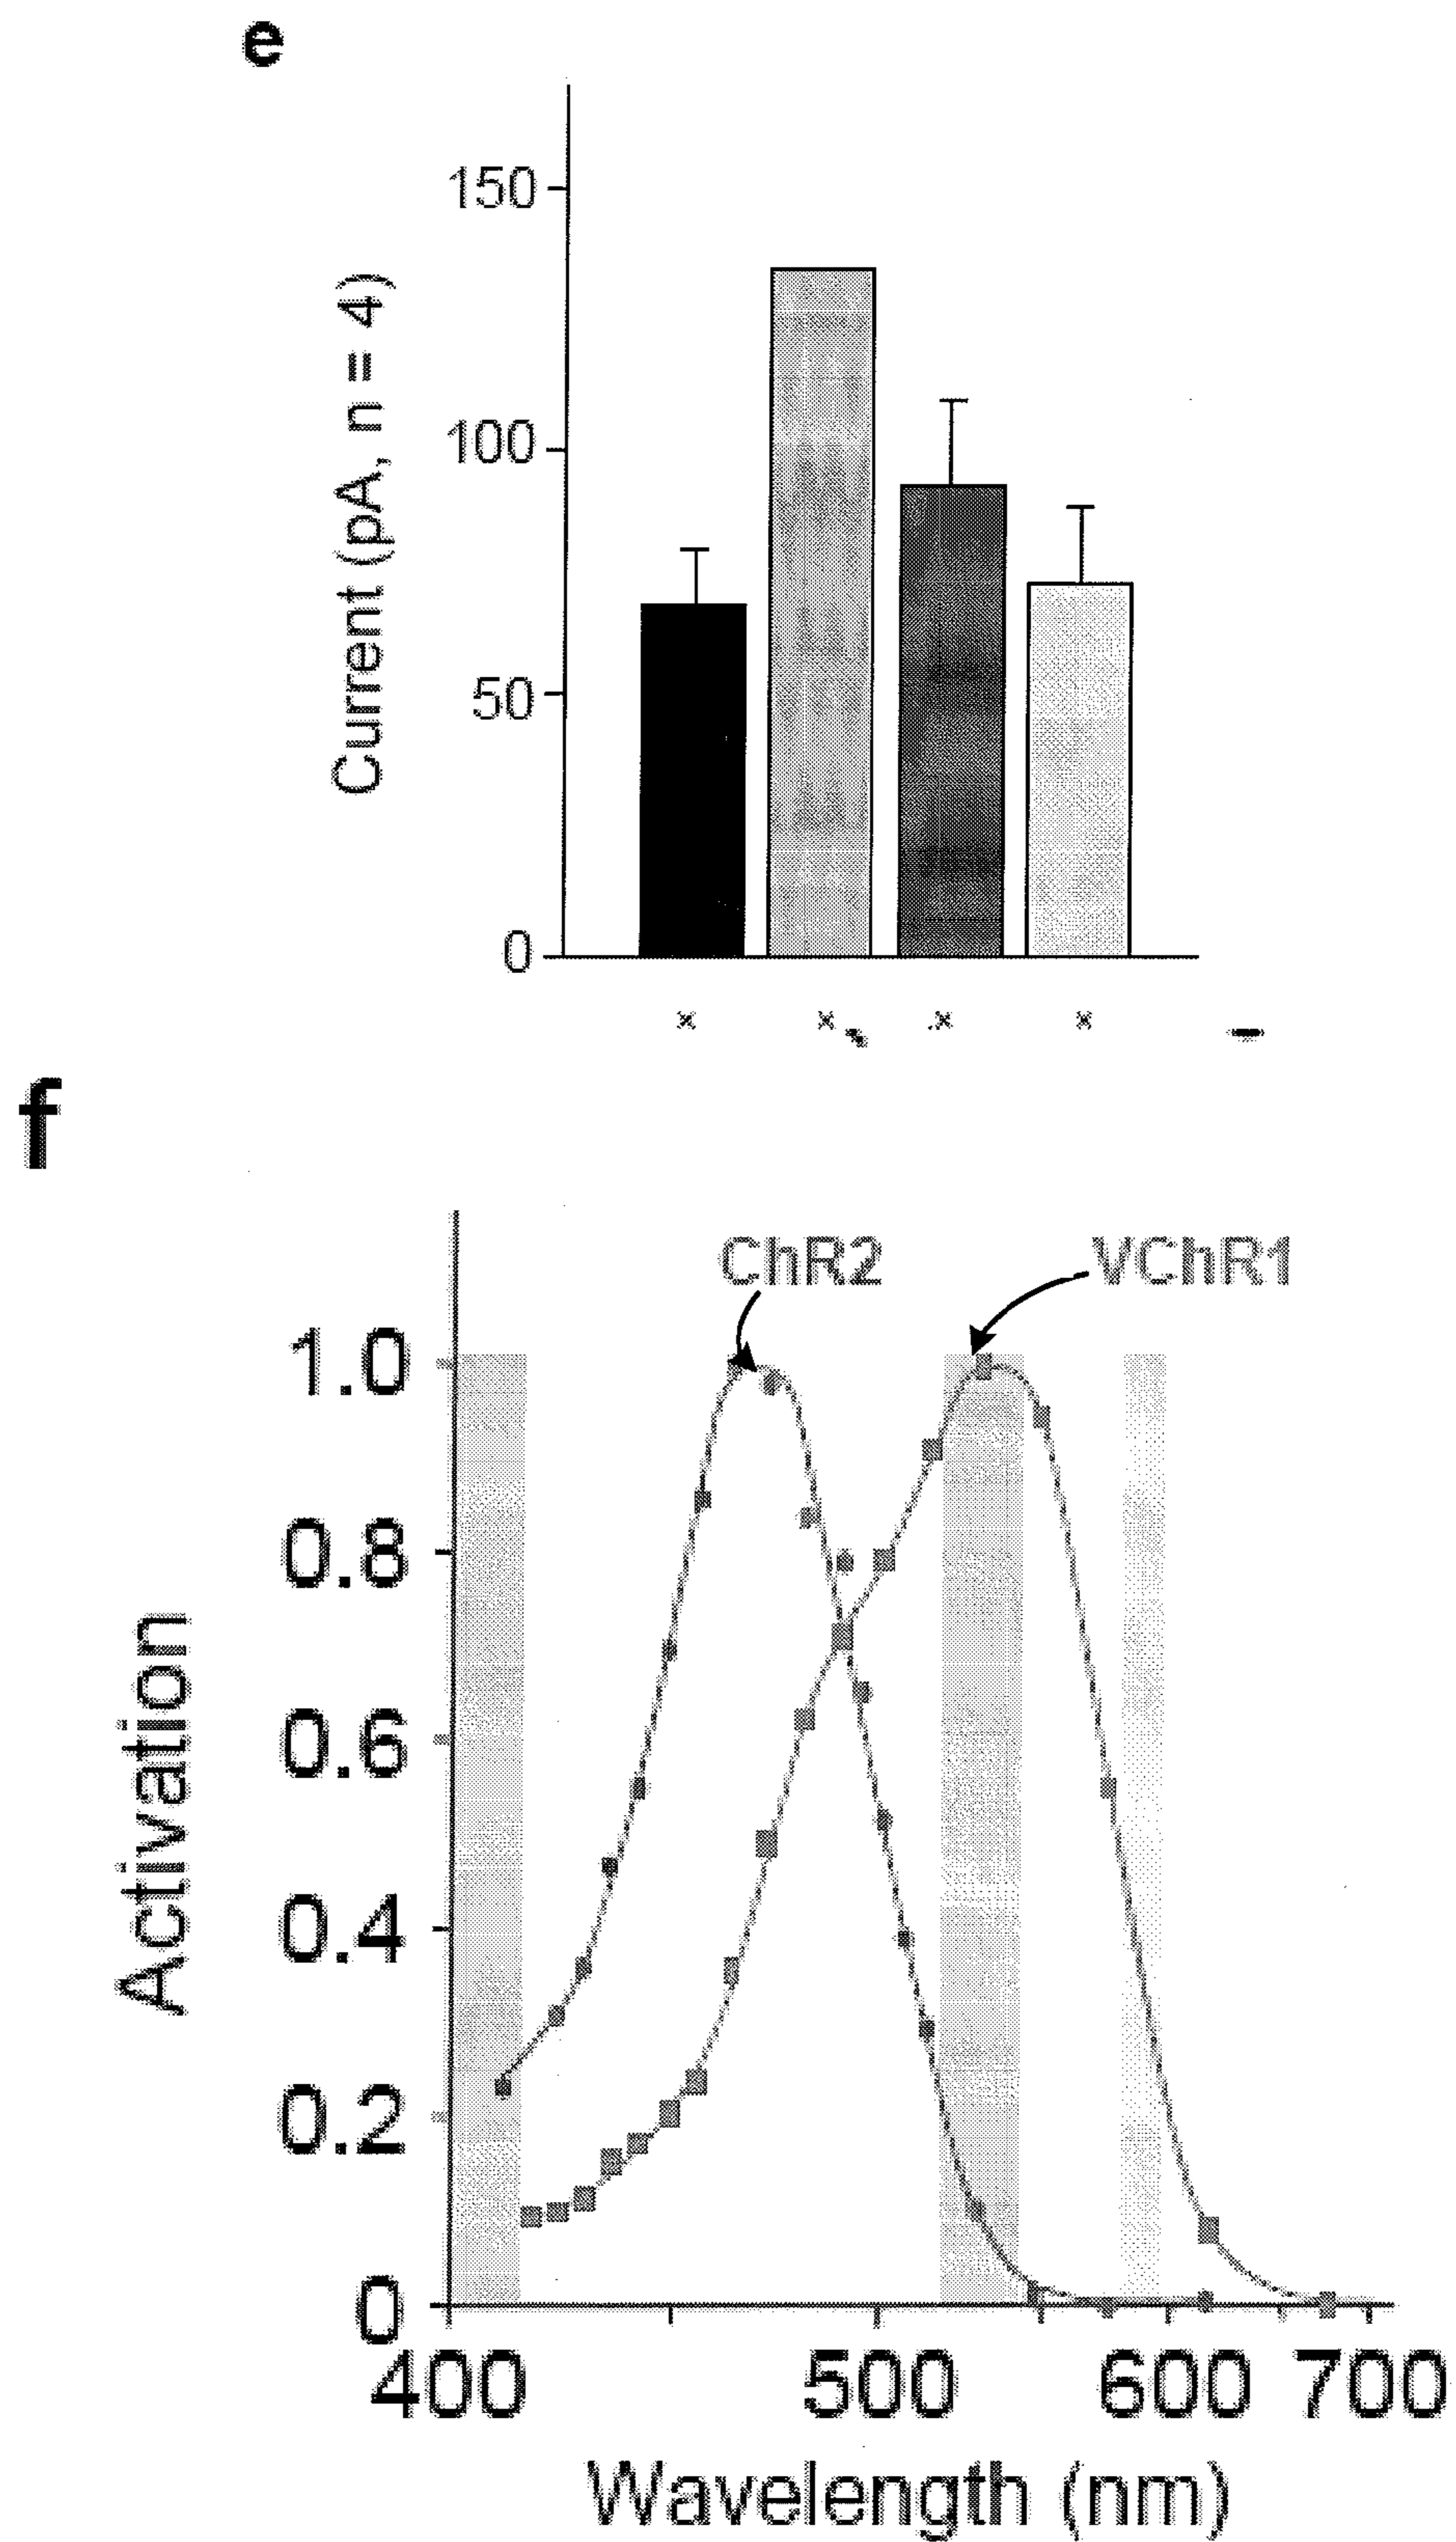 e
150
100
50
0
Current (pA, n = 4)
× × × ×
f
ChR2 VChR1
1.0
0.8
0.6
0.4
0.2
0
Activation
400 500 600 700
Wavelength (nm)